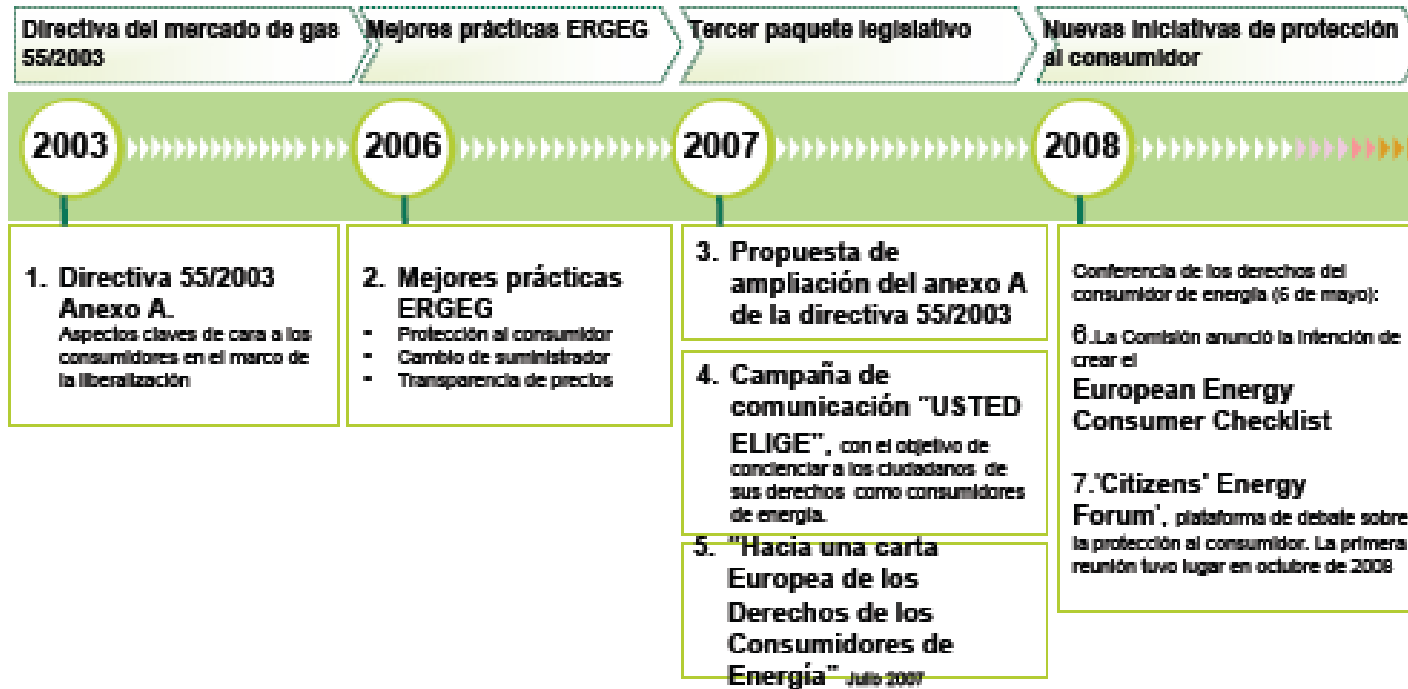 Directiva del mercado de gas
55/2003
Mejores prácticas ERGEG
Tercer paquete legislativo
Nuevas iniciativas de protección
al consumidor
2003
2006
2007
2008
1. Directiva 55/2003
Anexo A.
Aspectos claves de cara a los
consumidores en el marco de
la liberalización
2. Mejores prácticas
ERGEG
▪ Protección al consumidor
▪ Cambio de suministrador
▪ Transparencia de precios
3. Propuesta de
ampliación del anexo A
de la directiva 55/2003
4. Campaña de
comunicación "USTED
ELIGE", con el objetivo de
concienciar a los ciudadanos de
sus derechos como consumidores
de energía.
5. "Hacia una carta
Europea de los
Derechos de los
Consumidores de
Energía" Julio 2007
Conferencia de los derechos del
consumidor de energía (6 de mayo):
6.La Comisión anunció la intención de
crear el
European Energy
Consumer Checklist
7.'Citizens' Energy
Forum', plataforma de debate sobre
la protección al consumidor. La primera
reunión tuvo lugar en octubre de 2008